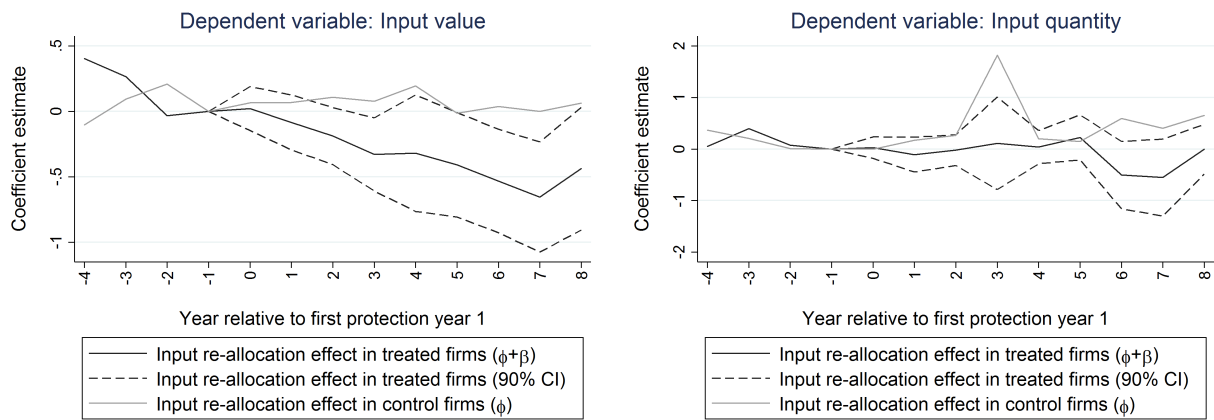 Dependent variable: Input value
Coefficient estimate
.5
0
-.5
-1
-4 -3 -2 -1 0 1 2 3 4 5 6 7 8
Year relative to first protection year 1
Input re-allocation effect in treated firms (ϕ+β)
Input re-allocation effect in treated firms (90% CI)
Input re-allocation effect in control firms (ϕ)
Dependent variable: Input quantity
Coefficient estimate
2
1
0
-1
-2
-4 -3 -2 -1 0 1 2 3 4 5 6 7 8
Year relative to first protection year 1
Input re-allocation effect in treated firms (ϕ+β)
Input re-allocation effect in treated firms (90% CI)
Input re-allocation effect in control firms (ϕ)